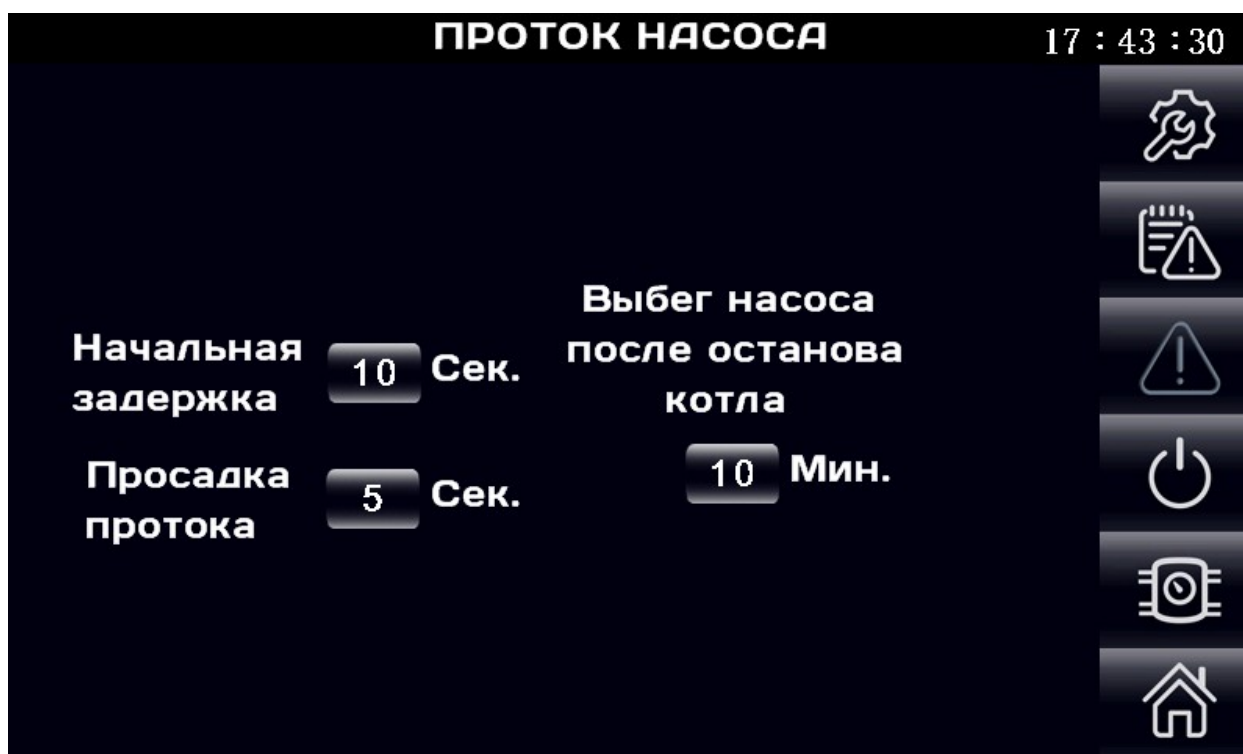 ПРОТОК НАСОСА
17:43:30
Начальная
задержка
10 Сек.
Просадка
протока
5 Сек.
Выбег насоса
после останова
котла
10 Мин.